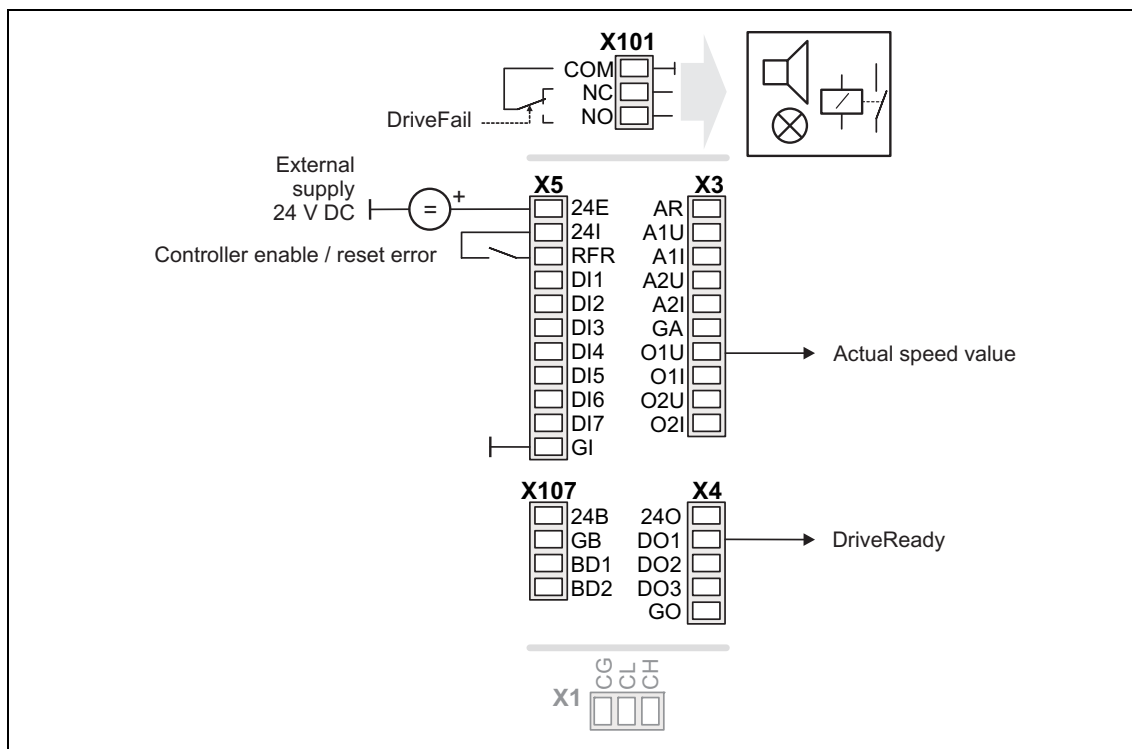 X101
COM
NC
NO
DriveFail
External
supply
24 V DC
=
+
X5
24E
24I
RFR
DI1
DI2
DI3
DI4
DI5
DI6
DI7
GI
Controller enable / reset error
X3
AR
A1U
A1I
A2U
A2I
GA
O1U
O1I
O2U
O2I
Actual speed value
X107
24B
GB
BD1
BD2
X4
24O
DO1
DO2
DO3
GO
DriveReady
X1
CG
CL
CH